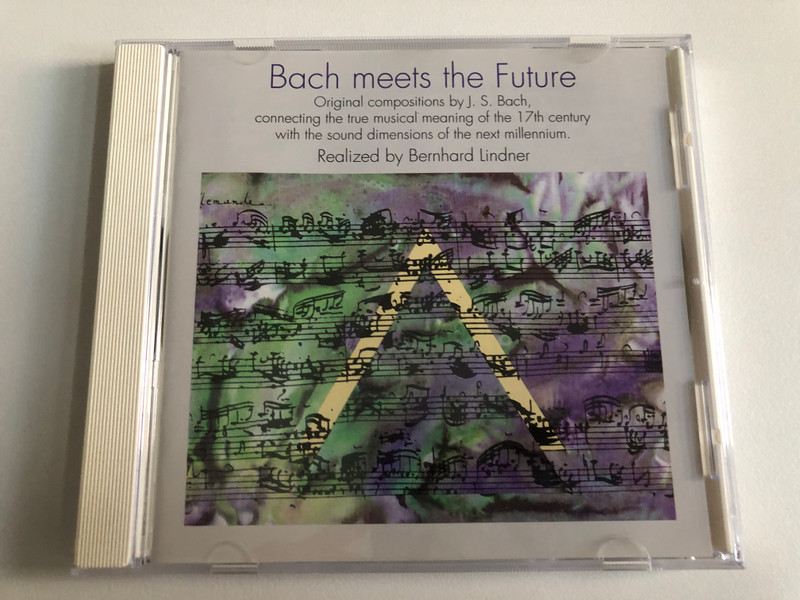 Bach meets the Future
Original compositions by J. S. Bach,
connecting the true musical meaning of the 17th century
with the sound dimensions of the next millennium.
Realized by Bernhard Lindner